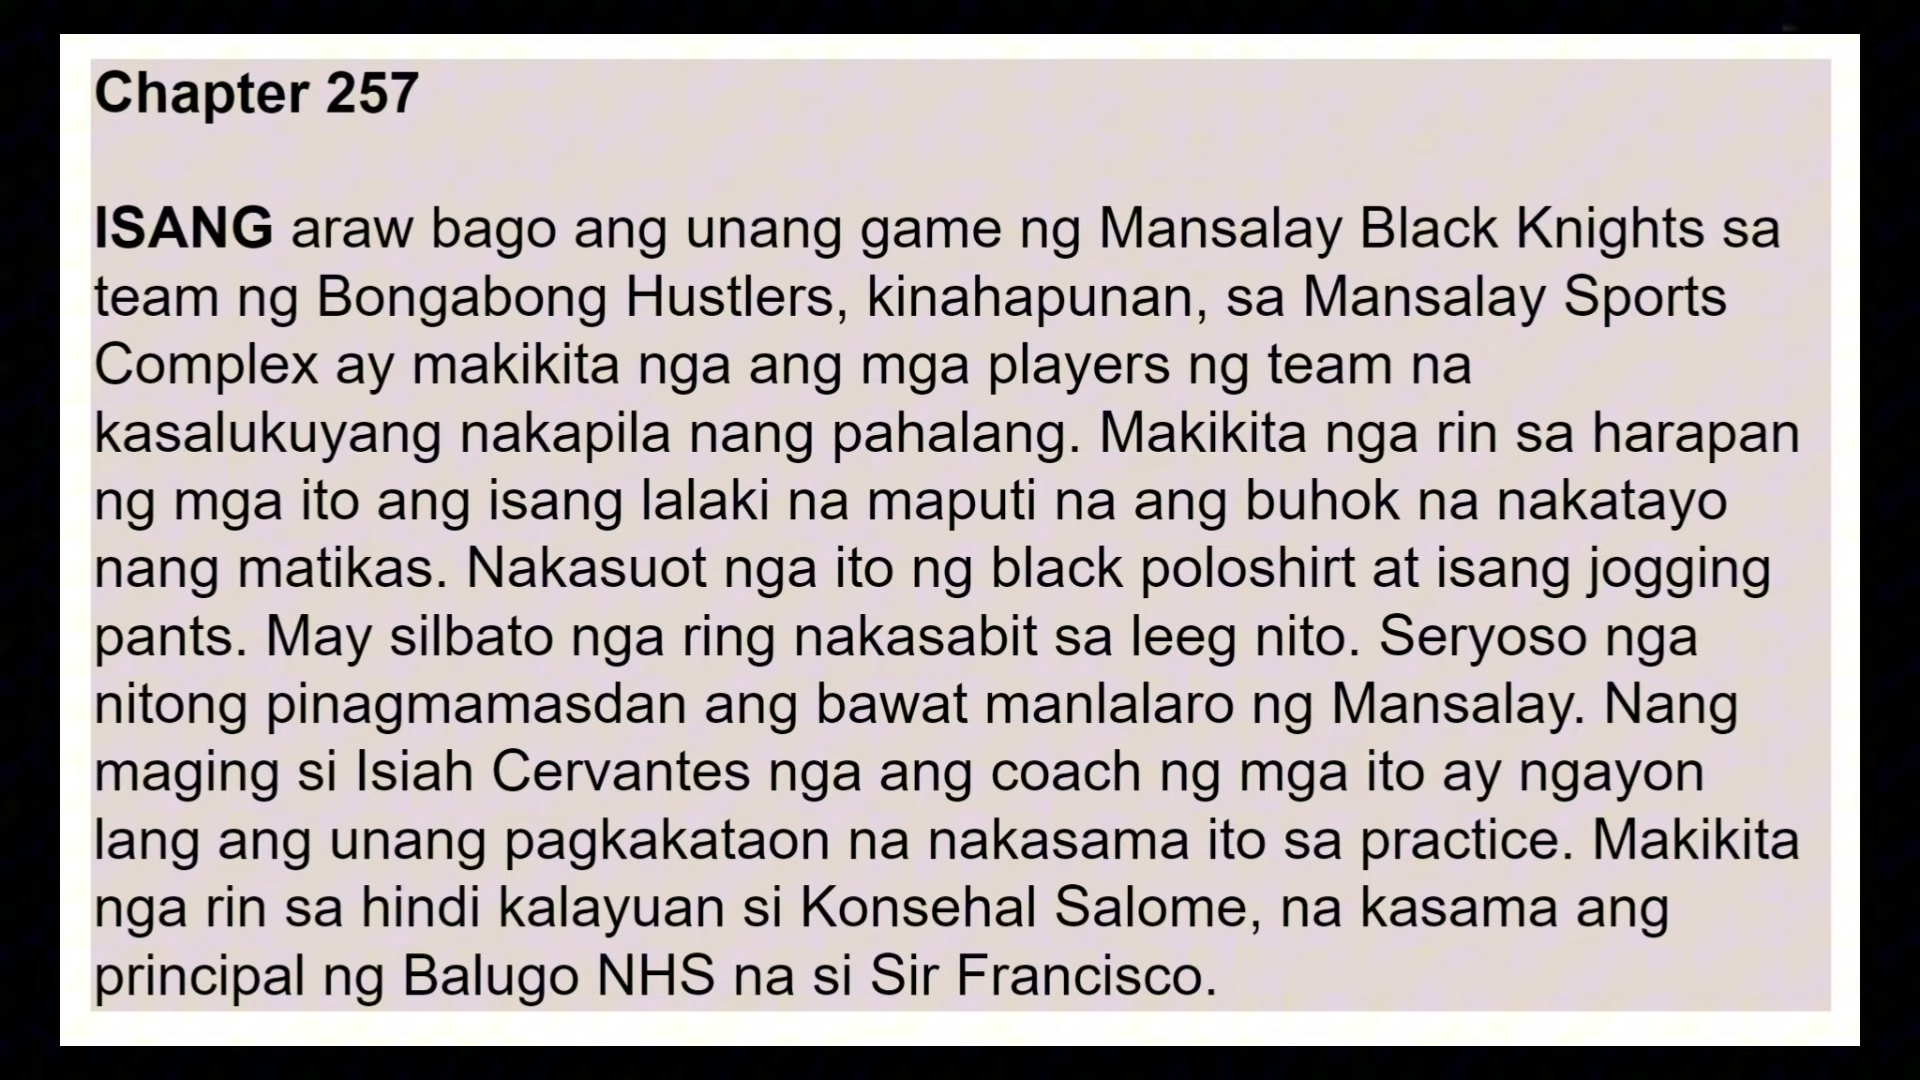 Chapter 257
ISANG araw bago ang unang game ng Mansalay Black Knights sa
team ng Bongabong Hustlers, kinahapunan, sa Mansalay Sports
Complex ay makikita nga ang mga players ng team na
kasalukuyang nakapila nang pahalang. Makikita nga rin sa harapan
ng mga ito ang isang lalaki na maputi na ang buhok na nakatayo
nang matikas. Nakasuot nga ito ng black poloshirt at isang jogging
pants. May silbato nga ring nakasabit sa leeg nito. Seryoso nga
nitong pinagmamasdan ang bawat manlalaro ng Mansalay. Nang
maging si Isiah Cervantes nga ang coach ng mga ito ay ngayon
lang ang unang pagkakataon na nakasama ito sa practice. Makikita
nga rin sa hindi kalayuan si Konsehal Salome, na kasama ang
principal ng Balugo NHS na si Sir Francisco.